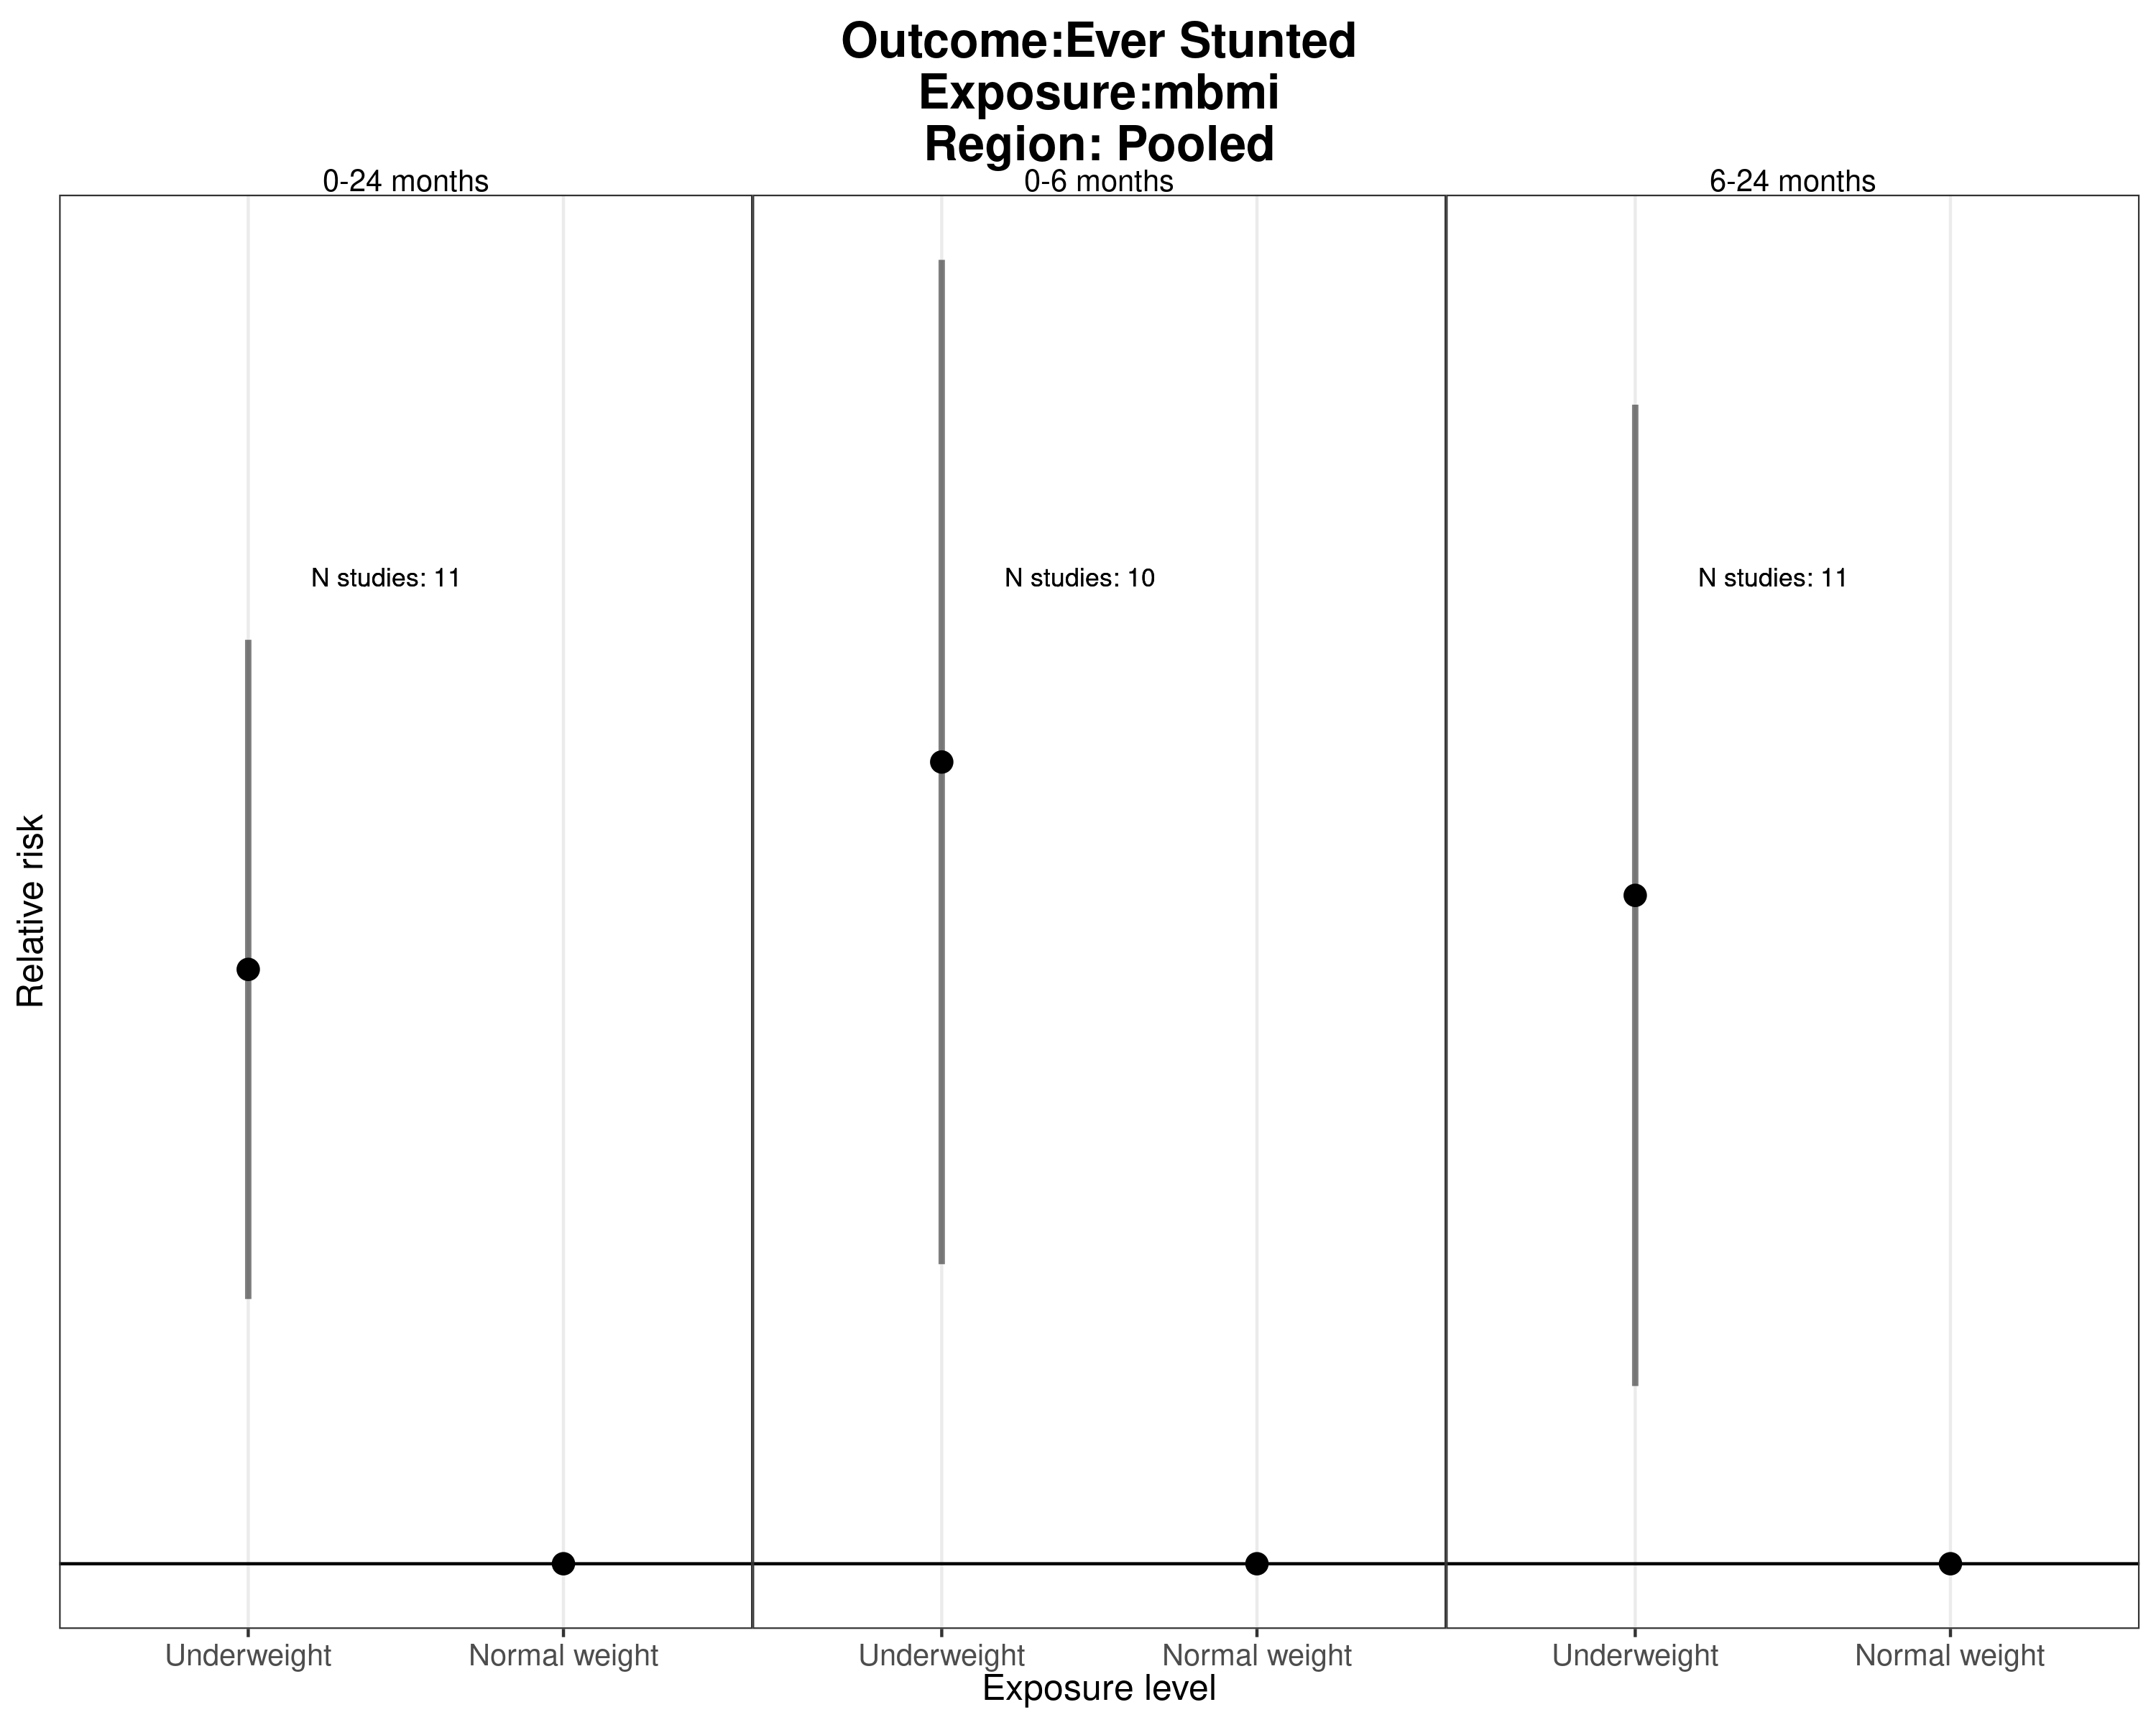 Outcome:Ever Stunted
Exposure:mbmi
Region: Pooled
0-24 months
0-6 months
6-24 months
N studies: 11
N studies: 10
N studies: 11
Relative risk
Underweight
Normal weight
Underweight
Normal weight
Underweight
Normal weight
Exposure level